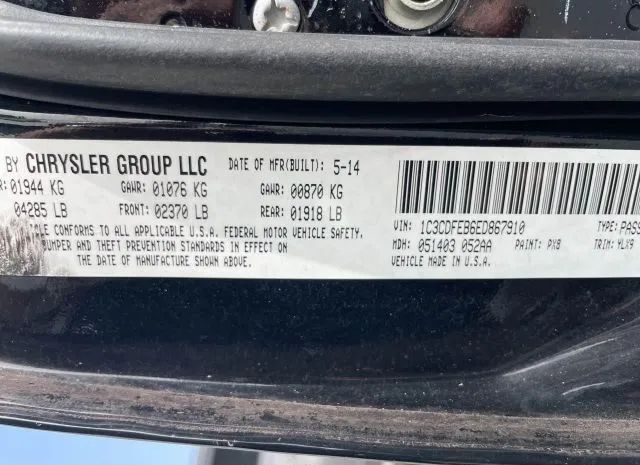 BY CHRYSLER GROUP LLC DATE OF MFR(BUILT): 5-14
01944 KG GAWR: 01076 KG GAWR: 00870 KG
04285 LB FRONT: 02370 LB REAR: 01918 LB
VEHICLE CONFORMS TO ALL APPLICABLE U.S.A. FEDERAL MOTOR VEHICLE SAFETY,
BUMPER AND THEFT PREVENTION STANDARDS IN EFFECT
ON THE DATE OF MANUFACTURE SHOWN ABOVE.
VIN: 1C3CDFEB6ED867910 TYPE: PASS
MDH: 051403 052AA PAINT: PX8 TRIM: YLX9
VEHICLE MADE IN U.S.A.